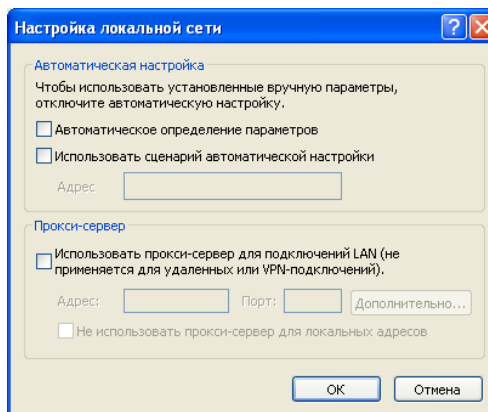 Настройка локальной сети
Автоматическая настройка
Чтобы использовать установленные вручную параметры,
отключите автоматическую настройку.
Автоматическое определение параметров
Использовать сценарий автоматической настройки
Адрес
Прокси-сервер
Использовать прокси-сервер для подключений LAN (не
применяется для удаленных или VPN-подключений).
Адрес: Порт: Дополнительно...
Не использовать прокси-сервер для локальных адресов
ОК Отмена